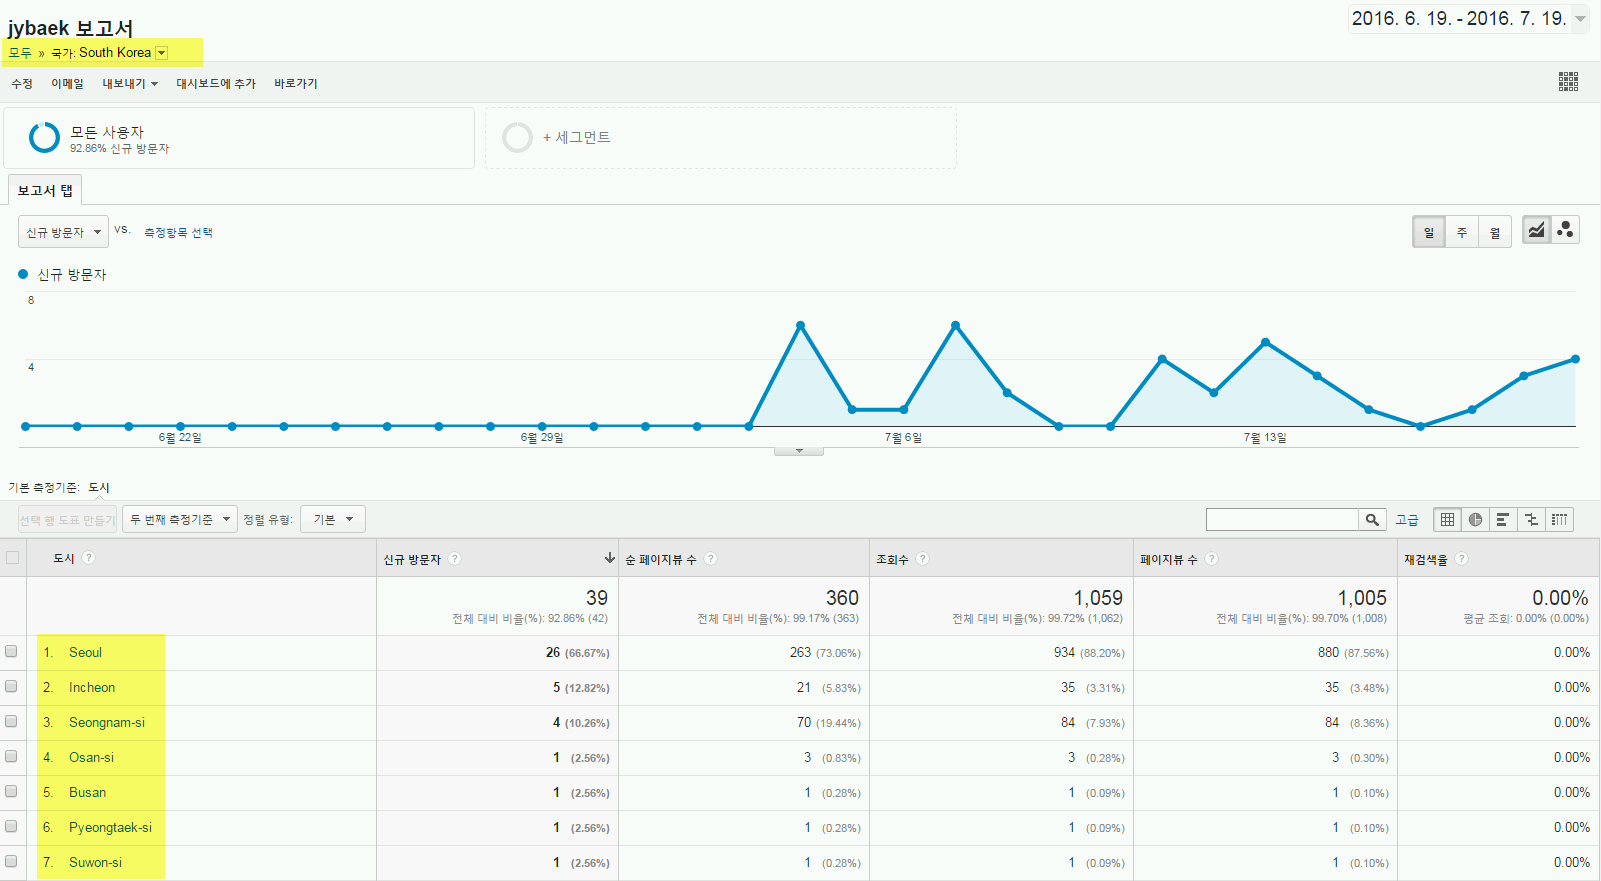 jybaek 보고서
2016. 6. 19. - 2016. 7. 19.
모두 » 국가: South Korea
수정 이메일 내보내기 대시보드에 추가 바로가기
모든 사용자
92.86% 신규 방문자
+ 세그먼트
보고서 탭
신규 방문자 VS. 측정항목 선택
일 주 월
신규 방문자
8
4
6월 22일 6월 29일 7월 6일 7월 13일
기본 측정기준: 도시
선택 행 도표 만들기 두 번째 측정기준 정렬 유형: 기본 고급
도시 ? 신규 방문자 ? 순 페이지뷰 수 ? 조회수 ? 페이지뷰 수 ? 재검색율 ?
39 360 1,059 1,005 0.00%
전체 대비 비율(%): 92.86% (42) 전체 대비 비율(%): 99.17% (363) 전체 대비 비율(%): 99.72% (1,062) 전체 대비 비율(%): 99.70% (1,008) 평균 조회: 0.00% (0.00%)
1. Seoul 26 (66.67%) 263 (73.06%) 934 (88.20%) 880 (87.56%) 0.00%
2. Incheon 5 (12.82%) 21 (5.83%) 35 (3.31%) 35 (3.48%) 0.00%
3. Seongnam-si 4 (10.26%) 70 (19.44%) 84 (7.93%) 84 (8.36%) 0.00%
4. Osan-si 1 (2.56%) 3 (0.83%) 3 (0.28%) 3 (0.30%) 0.00%
5. Busan 1 (2.56%) 1 (0.28%) 1 (0.09%) 1 (0.10%) 0.00%
6. Pyeongtaek-si 1 (2.56%) 1 (0.28%) 1 (0.09%) 1 (0.10%) 0.00%
7. Suwon-si 1 (2.56%) 1 (0.28%) 1 (0.09%) 1 (0.10%) 0.00%